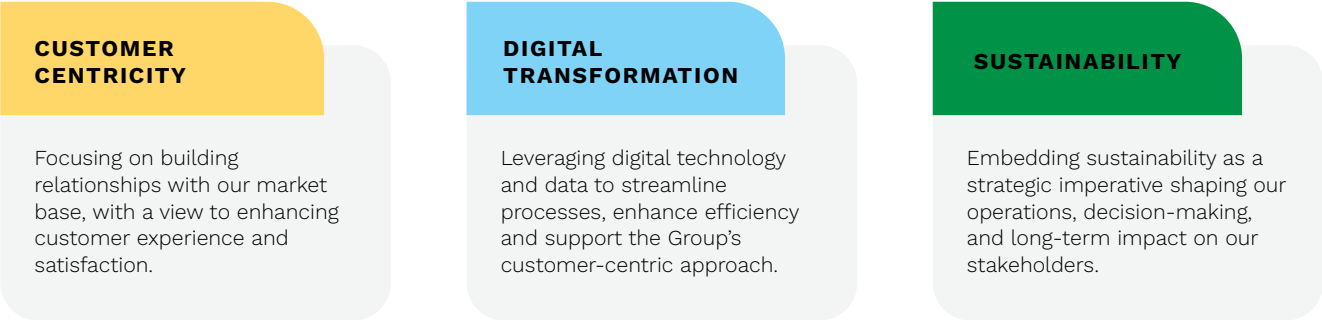 CUSTOMER
CENTRICITY
Focusing on building
relationships with our market
base, with a view to enhancing
customer experience and
satisfaction.
DIGITAL
TRANSFORMATION
Leveraging digital technology
and data to streamline
processes, enhance efficiency
and support the Group’s
customer-centric approach.
SUSTAINABILITY
Embedding sustainability as a
strategic imperative shaping our
operations, decision-making,
and long-term impact on our
stakeholders.